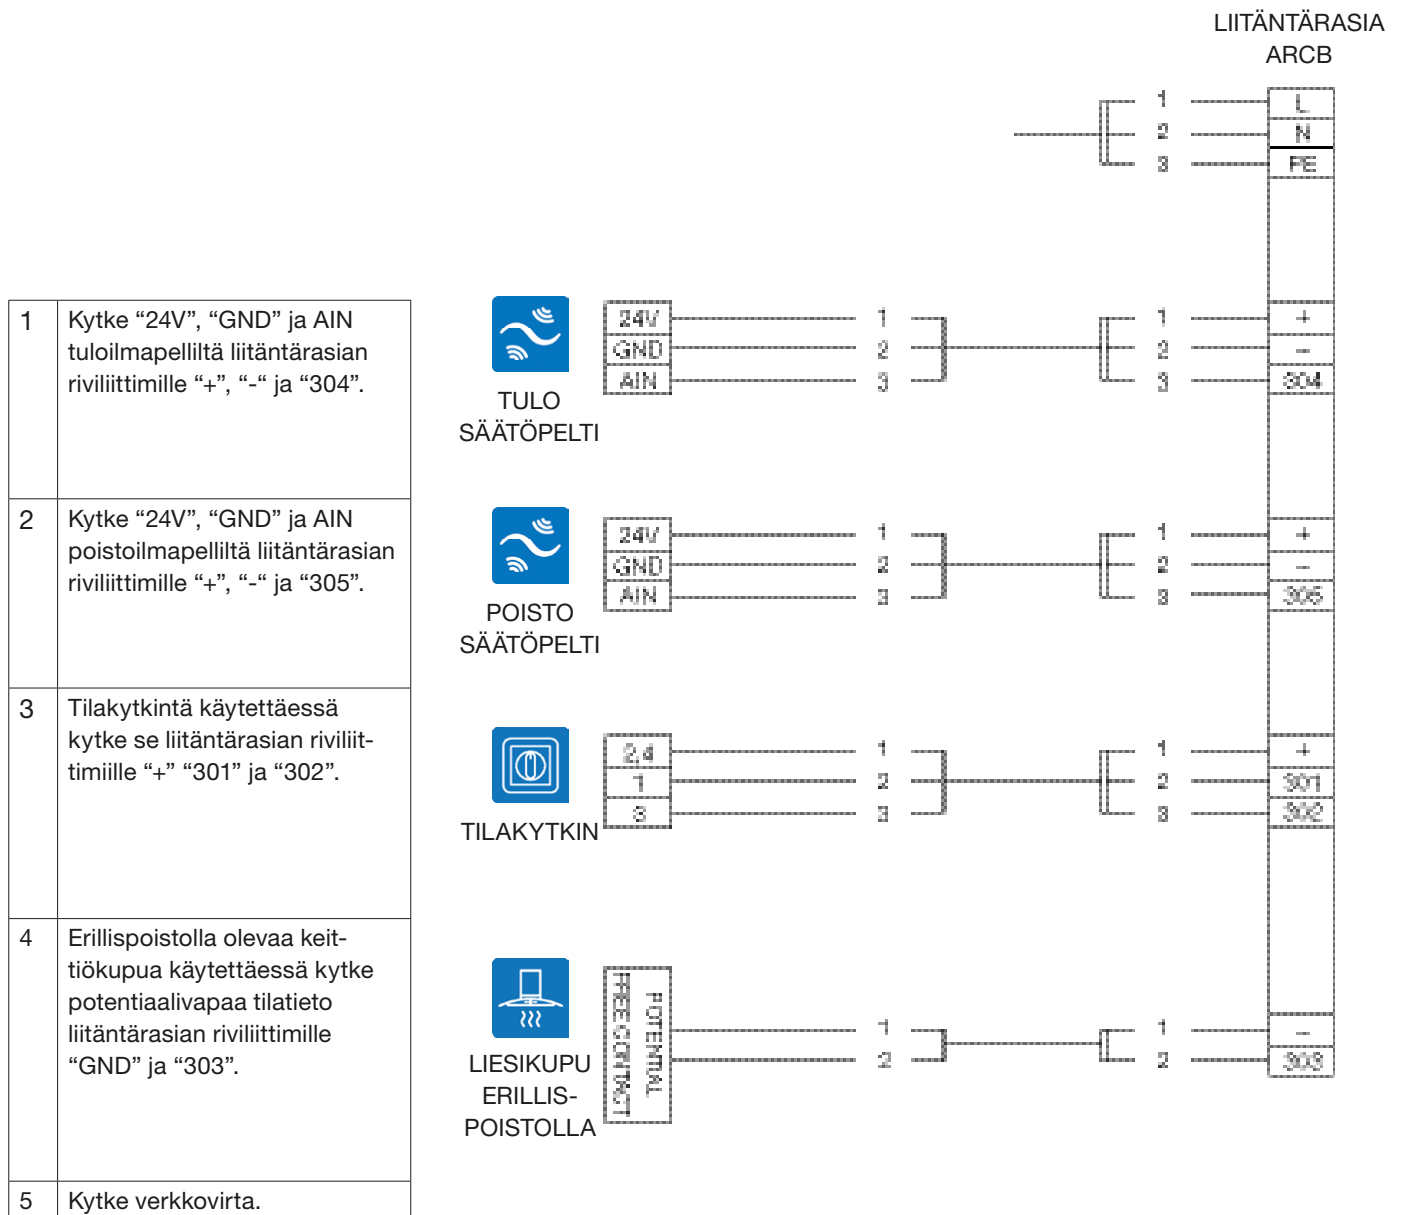 LIITÄNTÄRASIA
ARCB
1 L
2 N
3 PE
1 Kytke “24V”, “GND” ja AIN
tuloilmapelliltä liitäntärasian
riviliittimille “+”, “-“ ja “304”.
TULO
SÄÄTÖPELTI
24V 1 1 +
GND 2 2 -
AIN 3 3 304
2 Kytke “24V”, “GND” ja AIN
poistoilmapelliltä liitäntärasian
riviliittimille “+”, “-“ ja “305”.
POISTO
SÄÄTÖPELTI
24V 1 1 +
GND 2 2 -
AIN 3 3 305
3 Tilakytkintä käytettäessä
kytke se liitäntärasian riviliit-
timiille “+” “301” ja “302”.
TILAKYTKIN
2,4 1 1 +
1 2 2 301
3 3 3 302
4 Erillispoistolla olevaa keit-
tiökupua käytettäessä kytke
potentiaalivapaa tilatieto
liitäntärasian riviliittimille
“GND” ja “303”.
LIESIKUPU
ERILLIS-
POISTOLLA
POTENTIAL
FREE CONTACT
1 1 -
2 2 303
5 Kytke verkkovirta.